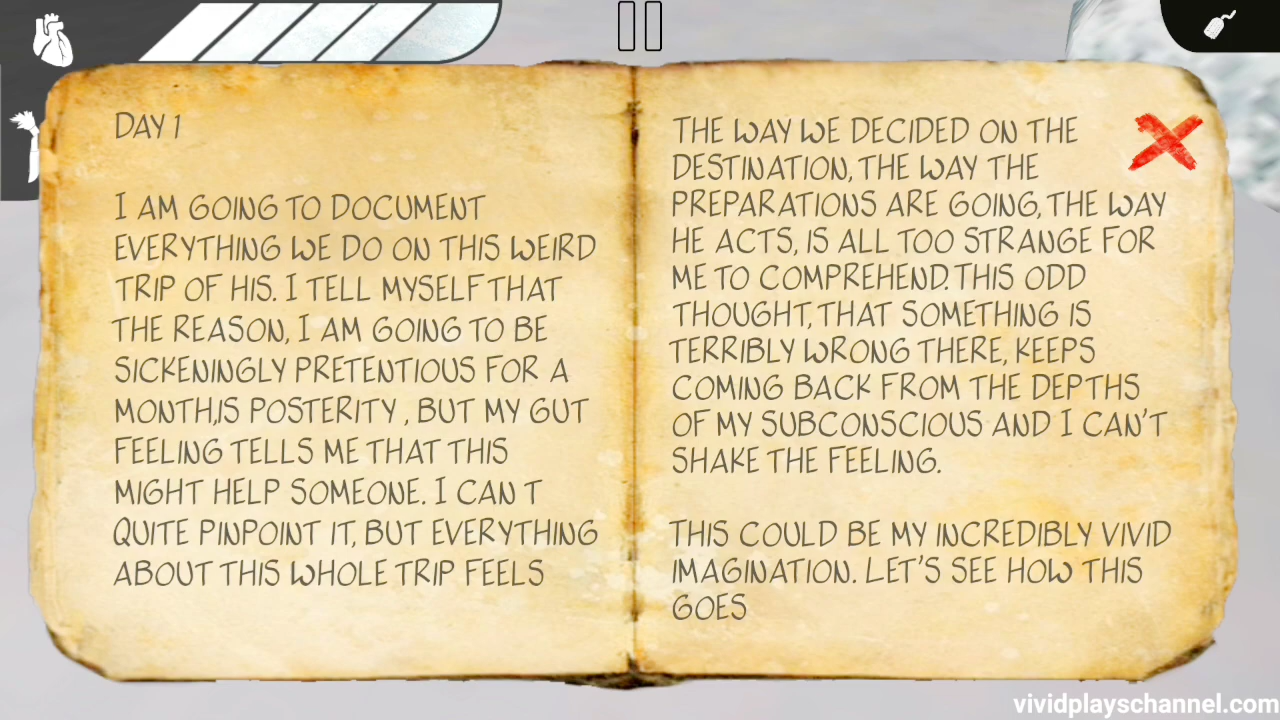 DAY 1
I AM GOING TO DOCUMENT
EVERYTHING WE DO ON THIS WEIRD
TRIP OF HIS. I TELL MYSELF THAT
THE REASON, I AM GOING TO BE
SICKENINGLY PRETENTIOUS FOR A
MONTH,IS POSTERITY , BUT MY GUT
FEELING TELLS ME THAT THIS
MIGHT HELP SOMEONE. I CAN T
QUITE PINPOINT IT, BUT EVERYTHING
ABOUT THIS WHOLE TRIP FEELS
THE WAY WE DECIDED ON THE
DESTINATION, THE WAY THE
PREPARATIONS ARE GOING, THE WAY
HE ACTS, IS ALL TOO STRANGE FOR
ME TO COMPREHEND. THIS ODD
THOUGHT, THAT SOMETHING IS
TERRIBLY WRONG THERE, KEEPS
COMING BACK FROM THE DEPTHS
OF MY SUBCONSCIOUS AND I CAN'T
SHAKE THE FEELING.
THIS COULD BE MY INCREDIBLY VIVID
IMAGINATION. LET'S SEE HOW THIS
GOES
vividplayschannel.com